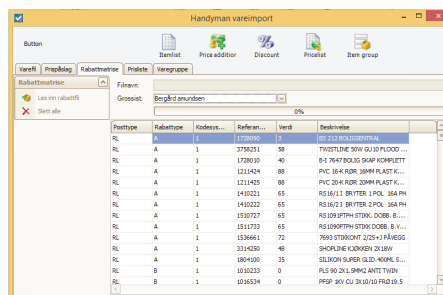 Handyman vareimport
Button
Itemlist
Price addition
Discount
Pricelist
Item group
Varefil
Prispåslag
Rabattmatrise
Prisliste
Varegruppe
Rabattmatrise
Les inn rabattfil
Slett alle
Filnavn:
Grossist: Bergård amundsen
0%
Posttype Rabattype Kodesys... Referan... Verdi Beskrivelse
RL A 1 1728090 3 BS 212 BOLIGSENTRAL
RL A 1 3758251 58 TWISTLINE 50W GU10 FLOOD ...
RL A 1 1728010 40 B-I 7647 BOLIG SKAP KOMPLETT
RL A 1 1211424 88 PVC 16-K RØR 16MM PLAST K...
RL A 1 1211425 88 PVC 20-K RØR 20MM PLAST K...
RL A 1 1410221 65 RS16/1I BRYTER 1 POL 16A PH
RL A 1 1410222 65 RS16/2I BRYTER 2 POL 16A PH
RL A 1 1510727 65 RS1091PTPH STIKK. DOBB. B....
RL A 1 1511733 65 RS1090PTPH STIKK DOBB. B.V...
RL A 1 1536661 72 7693 STIKKONT 2/25+J PÅVEGG
RL A 1 3314250 48 SHOPLINE KJØKKEN 2X18W
RL A 1 1804100 35 SILIKON SUPER GLID.400ML S...
RL B 1 1010233 0 PLS 90 2X1.5MM2 ANTI TWIN
RL B 1 1016534 0 PFSP 1KV CU 3X10/10 FRØ19.5